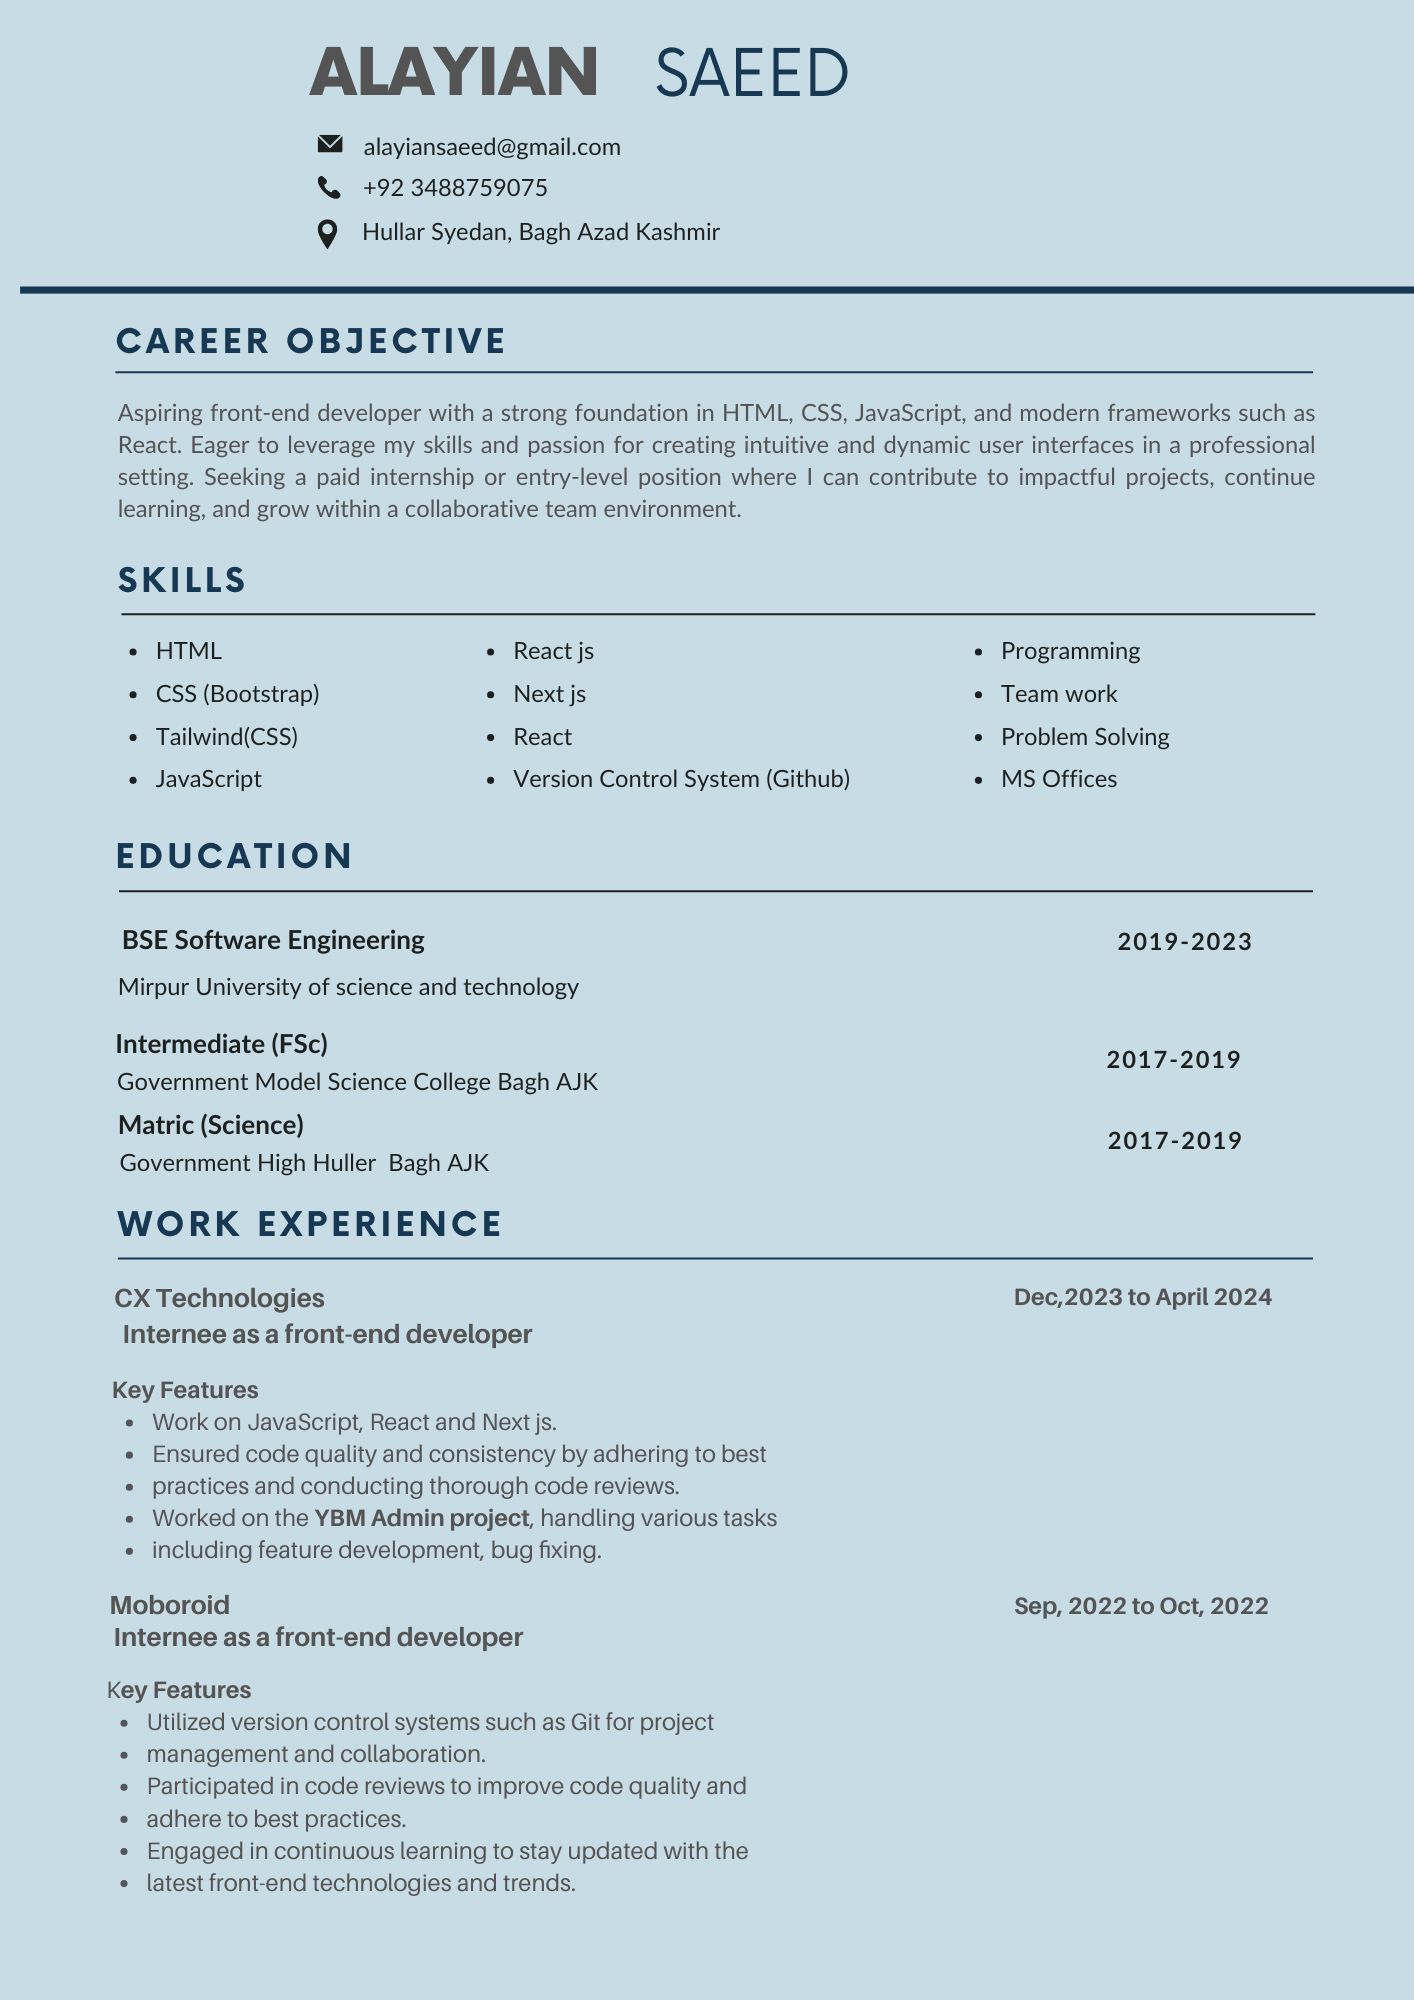 ALAYIAN SAEED
alayiansaeed@gmail.com
+92 3488759075
Hullar Syedan, Bagh Azad Kashmir
CAREER OBJECTIVE
Aspiring front-end developer with a strong foundation in HTML, CSS, JavaScript, and modern frameworks such as
React. Eager to leverage my skills and passion for creating intuitive and dynamic user interfaces in a professional
setting. Seeking a paid internship or entry-level position where I can contribute to impactful projects, continue
learning, and grow within a collaborative team environment.
SKILLS
• HTML
• CSS (Bootstrap)
• Tailwind(CSS)
• JavaScript
• React js
• Next js
• React
• Version Control System (Github)
• Programming
• Team work
• Problem Solving
• MS Offices
EDUCATION
BSE Software Engineering 2019-2023
Mirpur University of science and technology
Intermediate (FSc) 2017-2019
Government Model Science College Bagh AJK
Matric (Science) 2017-2019
Government High Huller Bagh AJK
WORK EXPERIENCE
CX Technologies Dec,2023 to April 2024
Internee as a front-end developer
Key Features
• Work on JavaScript, React and Next js.
• Ensured code quality and consistency by adhering to best
• practices and conducting thorough code reviews.
• Worked on the YBM Admin project, handling various tasks
• including feature development, bug fixing.
Moboroid Sep, 2022 to Oct, 2022
Internee as a front-end developer
Key Features
• Utilized version control systems such as Git for project
• management and collaboration.
• Participated in code reviews to improve code quality and
• adhere to best practices.
• Engaged in continuous learning to stay updated with the
• latest front-end technologies and trends.